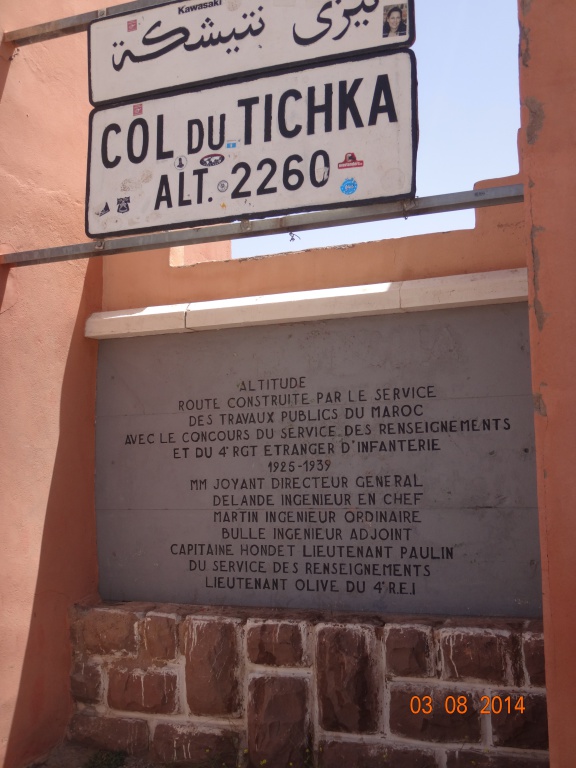 Kawasaki
تيزي نتيشكة
COL DU TICHKA
ALT. 2260
ALTITUDE
ROUTE CONSTRUITE PAR LE SERVICE
DES TRAVAUX PUBLICS DU MAROC
AVEC LE CONCOURS DU SERVICE DES RENSEIGNEMENTS
ET DU 4ᵉ RGT ETRANGER D'INFANTERIE
1925-1939
MM JOYANT DIRECTEUR GENERAL
DELANDE INGENIEUR EN CHEF
MARTIN INGENIEUR ORDINAIRE
BULLE INGENIEUR ADJOINT
CAPITAINE HONDET LIEUTENANT PAULIN
DU SERVICE DES RENSEIGNEMENTS
LIEUTENANT OLIVE DU 4ᵉ R.E.I
03 08 2014